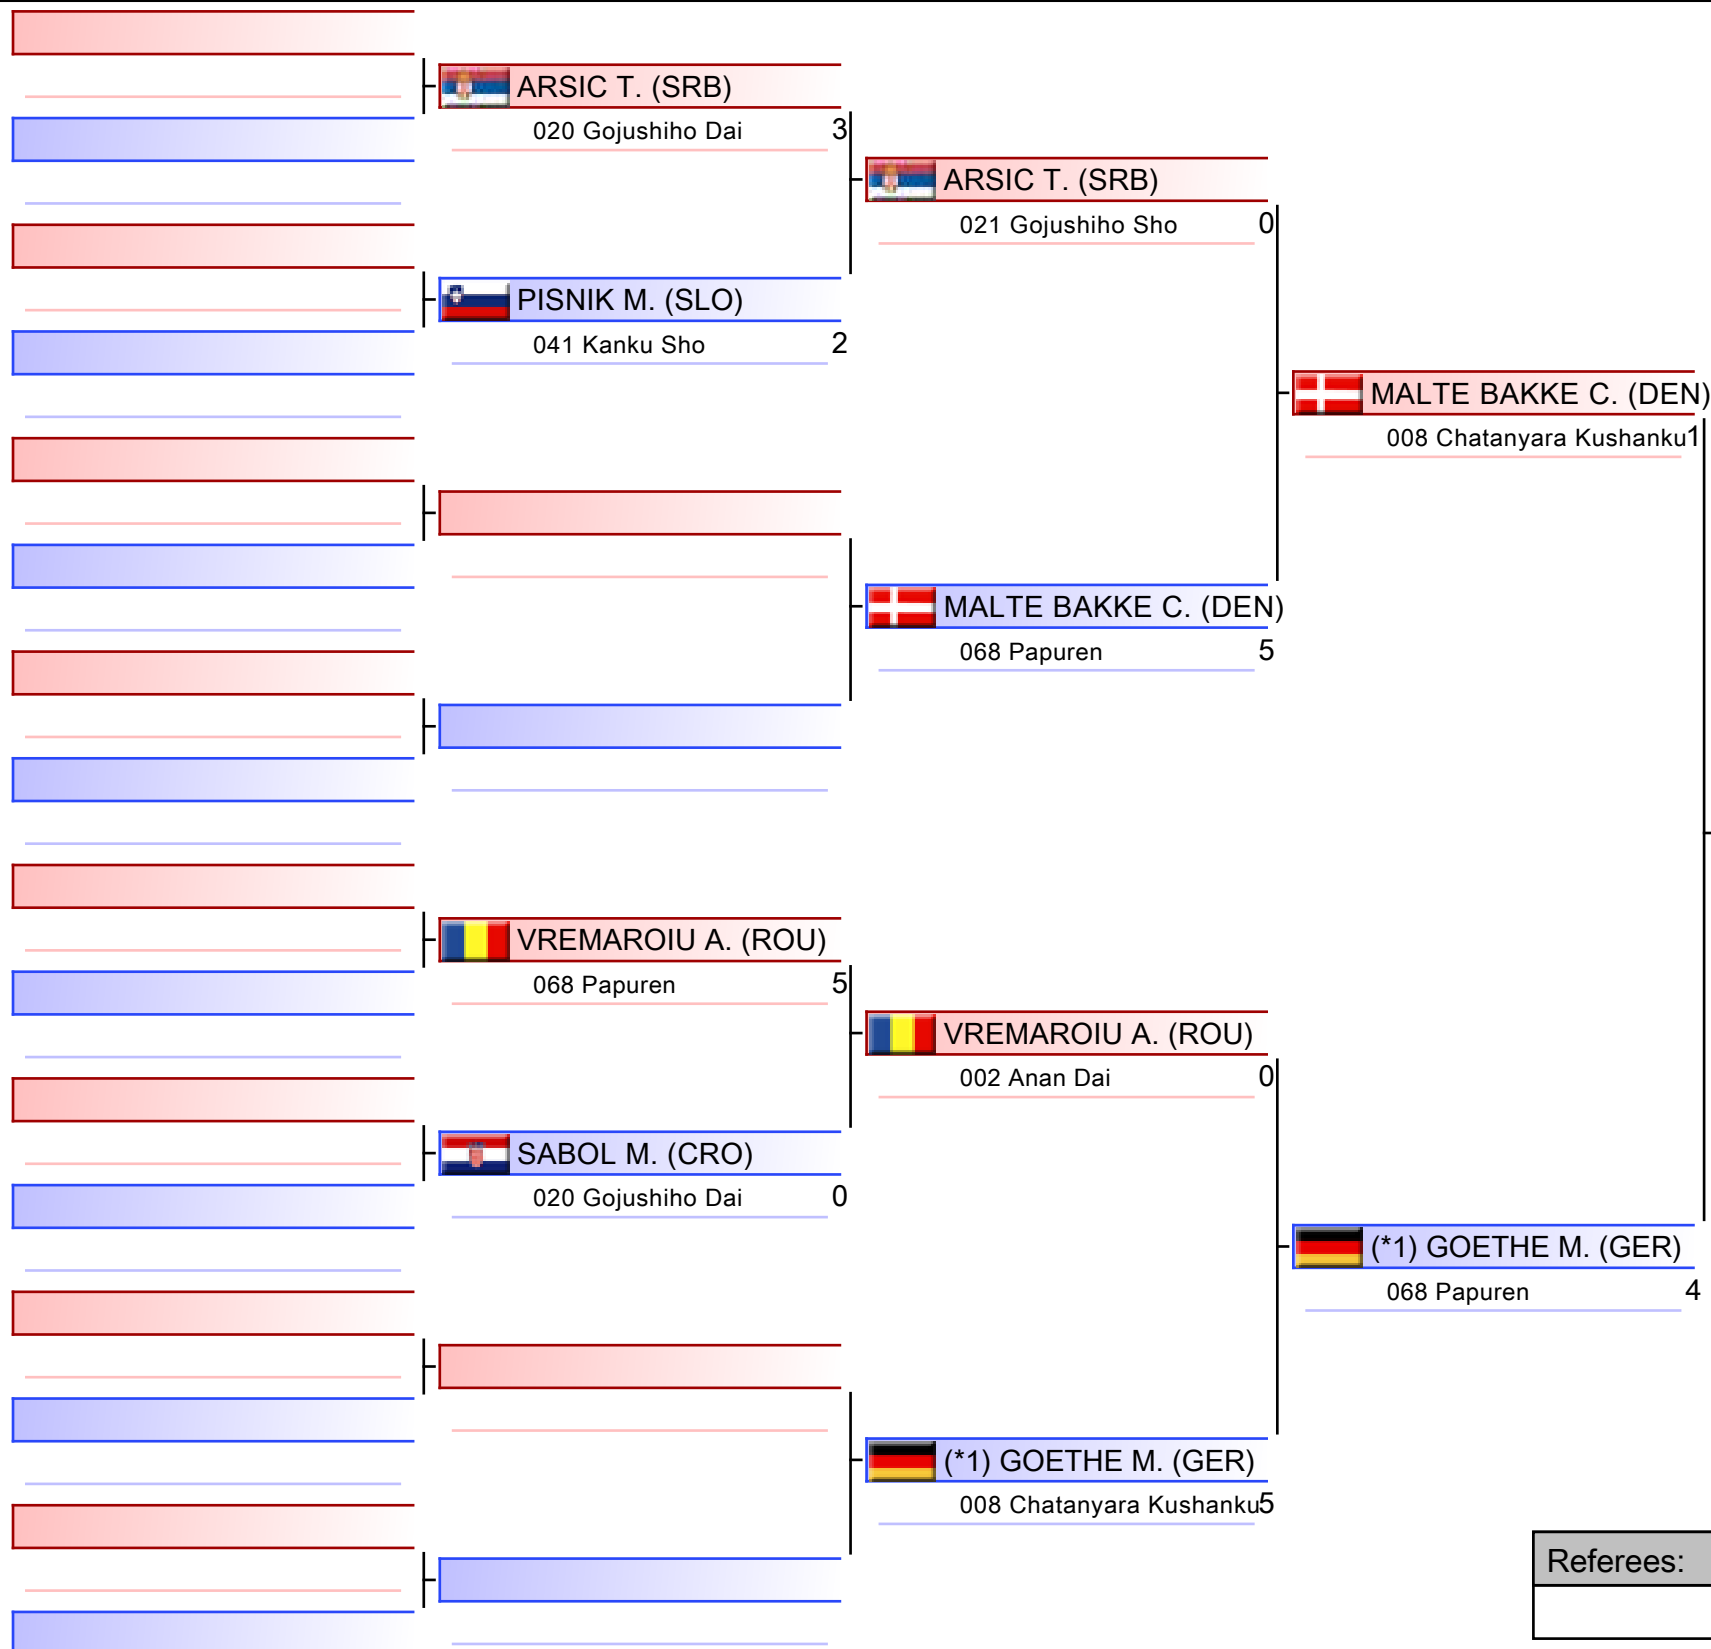 ARSIC T. (SRB)
020 Gojushiho Dai 3
PISNIK M. (SLO)
041 Kanku Sho 2
VREMAROIU A. (ROU)
068 Papuren 5
SABOL M. (CRO)
020 Gojushiho Dai 0
ARSIC T. (SRB)
021 Gojushiho Sho 0
MALTE BAKKE C. (DEN)
068 Papuren 5
VREMAROIU A. (ROU)
002 Anan Dai 0
(*1) GOETHE M. (GER)
008 Chatanyara Kushanku 5
MALTE BAKKE C. (DEN)
008 Chatanyara Kushanku 1
(*1) GOETHE M. (GER)
068 Papuren 4
Referees: